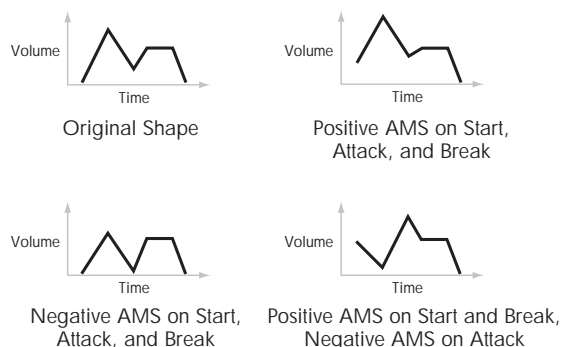 Volume
Time
Original Shape
Volume
Time
Positive AMS on Start,
Attack, and Break
Volume
Time
Negative AMS on Start,
Attack, and Break
Volume
Time
Positive AMS on Start and Break,
Negative AMS on Attack